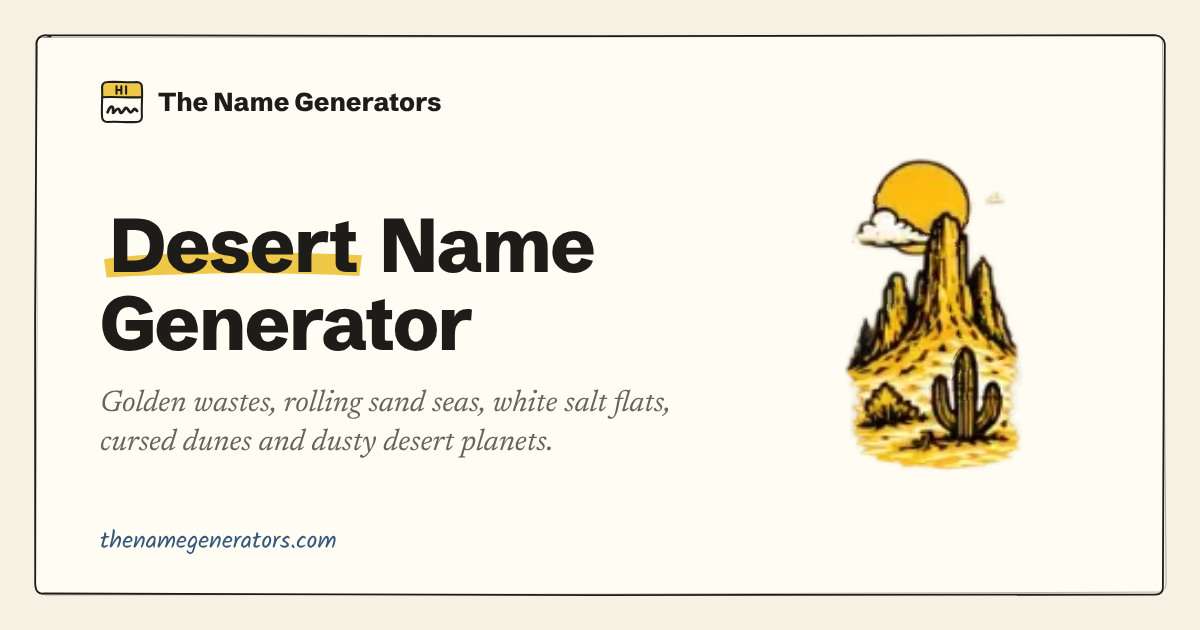 HI
The Name Generators
Desert Name
Generator
Golden wastes, rolling sand seas, white salt flats,
cursed dunes and dusty desert planets.
thenamegenerators.com